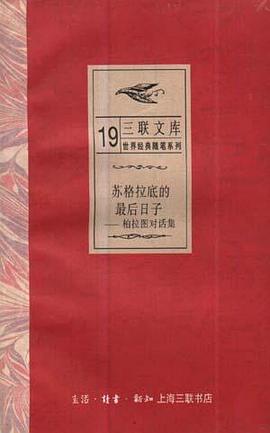 19
三联文库
世界经典随笔系列
苏格拉底的
最后日子
——柏拉图对话集
生活·读书·新知 上海三联书店